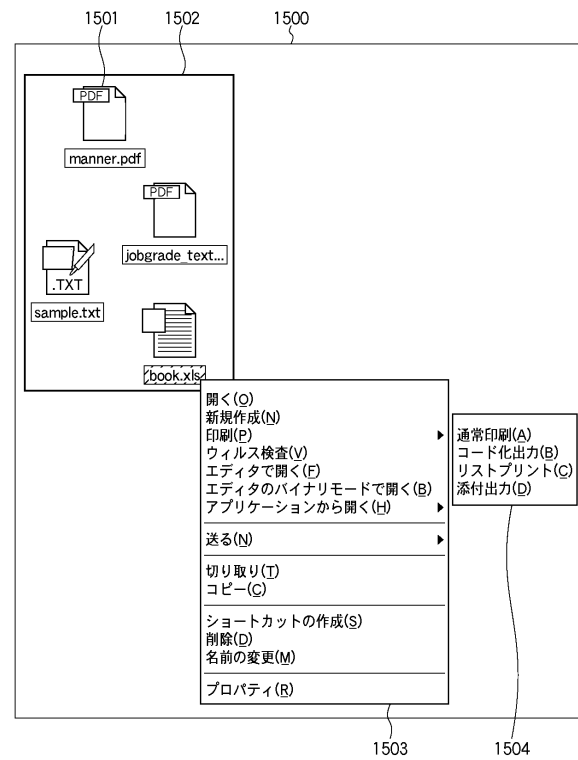 1501
1502
1500
PDF
manner.pdf
PDF
jobgrade_text...
.TXT
sample.txt
book.xls
開く(O)
新規作成(N)
印刷(P)
ウィルス検査(V)
エディタで開く(F)
エディタのバイナリモードで開く(B)
アプリケーションから開く(H)
送る(N)
切り取り(T)
コピー(C)
ショートカットの作成(S)
削除(D)
名前の変更(M)
プロパティ(R)
通常印刷(A)
コード化出力(B)
リストプリント(C)
添付出力(D)
1503
1504